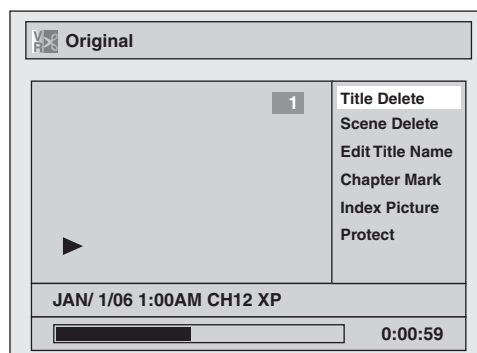 VR Original
1
Title Delete
Scene Delete
Edit Title Name
Chapter Mark
Index Picture
Protect
JAN/ 1/06 1:00AM CH12 XP
0:00:59